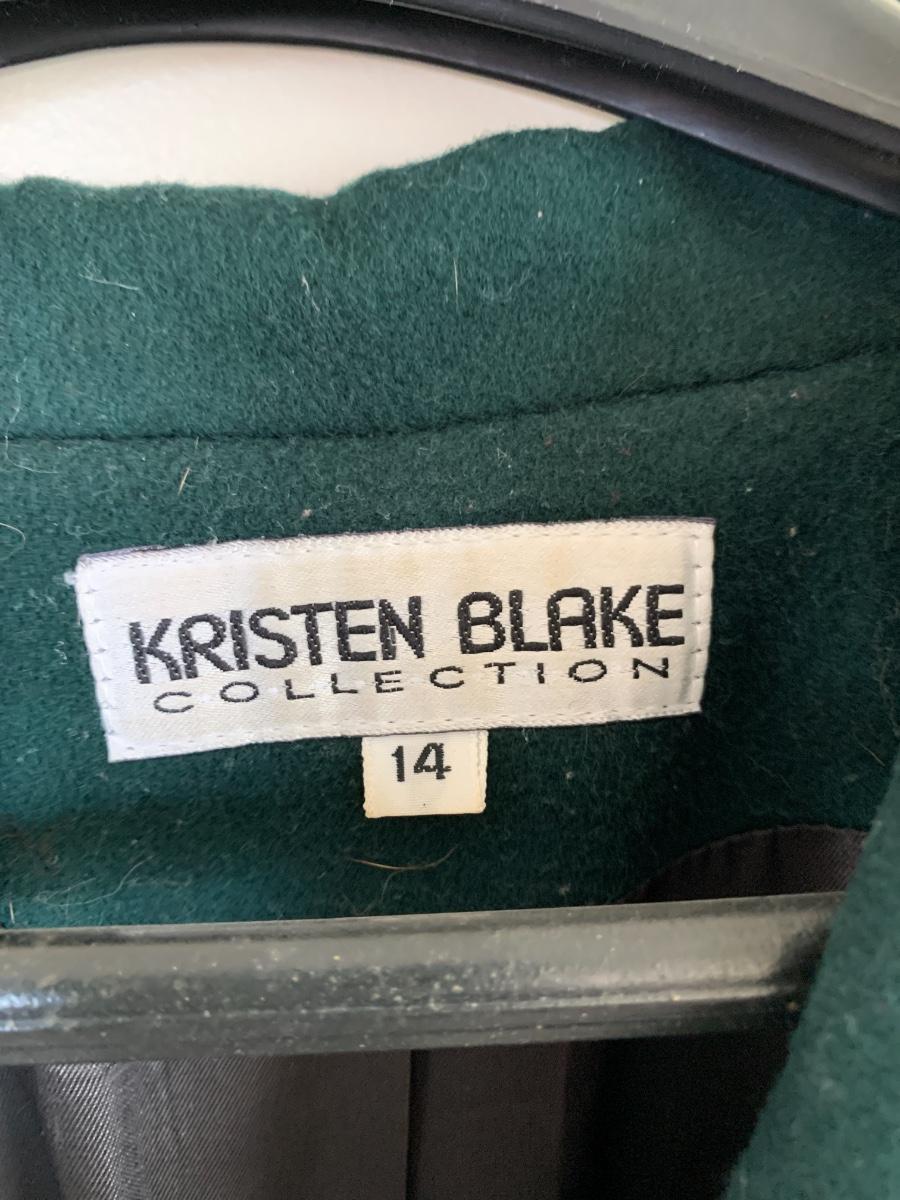 KRISTEN BLAKE
COLLECTION
14